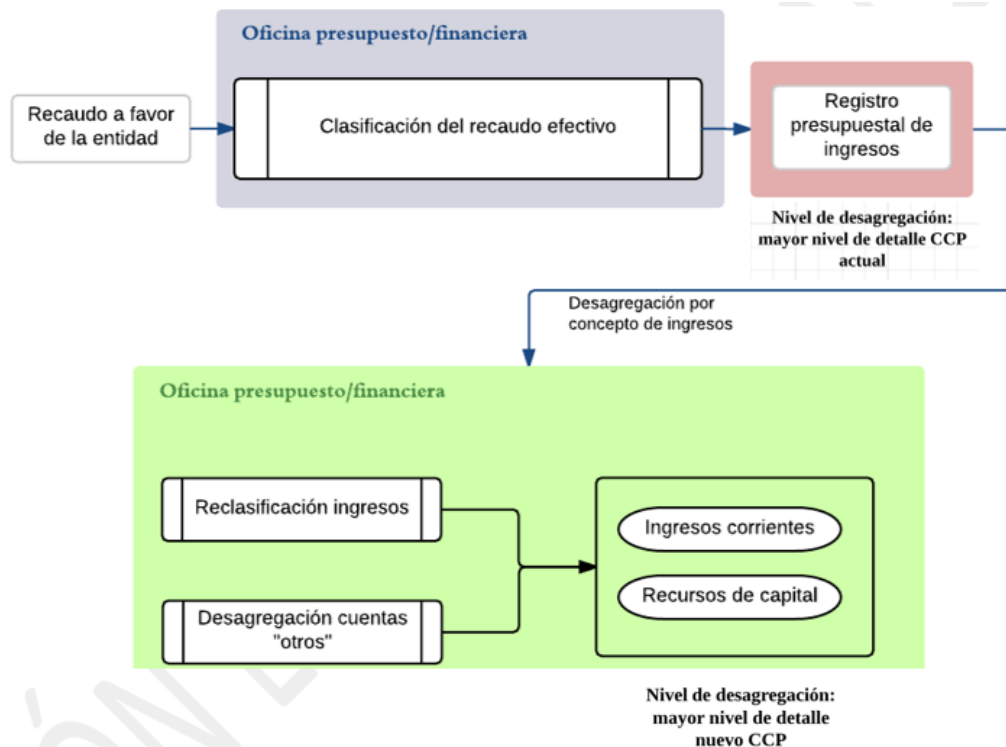 Oficina presupuesto/financiera
Recaudo a favor
de la entidad
Clasificación del recaudo efectivo
Registro
presupuestal de
ingresos
Nivel de desagregación:
mayor nivel de detalle CCP
actual
Desagregación por
concepto de ingresos
Oficina presupuesto/financiera
Reclasificación ingresos
Desagregación cuentas
"otros"
Ingresos corrientes
Recursos de capital
Nivel de desagregación:
mayor nivel de detalle
nuevo CCP